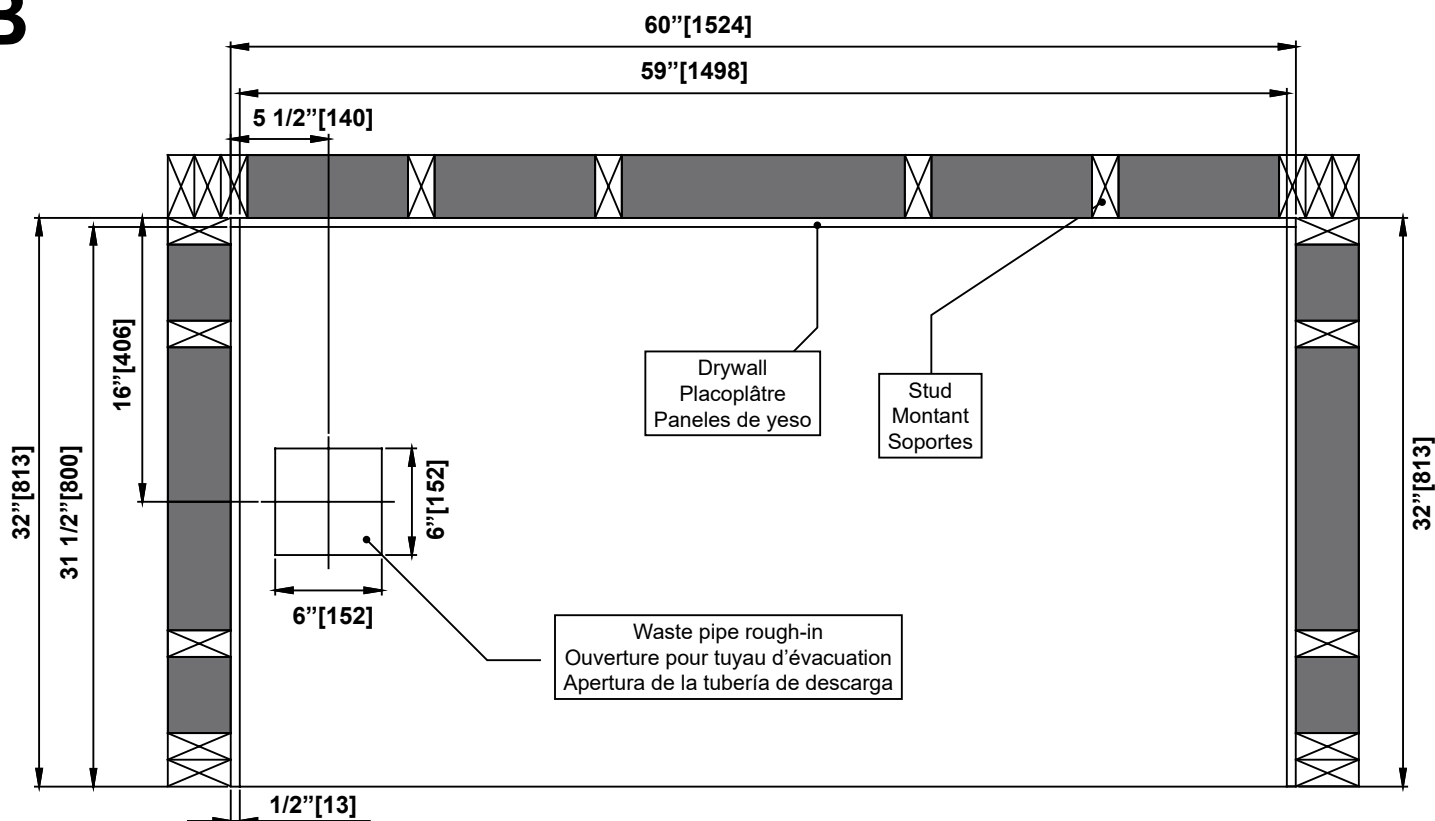 B
60”[1524]
59”[1498]
5 1/2”[140]
16”[406]
32”[813]
31 1/2”[800]
6”[152]
6”[152]
32”[813]
Drywall
Placoplâtre
Paneles de yeso
Stud
Montant
Soportes
Waste pipe rough-in
Ouverture pour tuyau d’évacuation
Apertura de la tubería de descarga
1/2”[13]